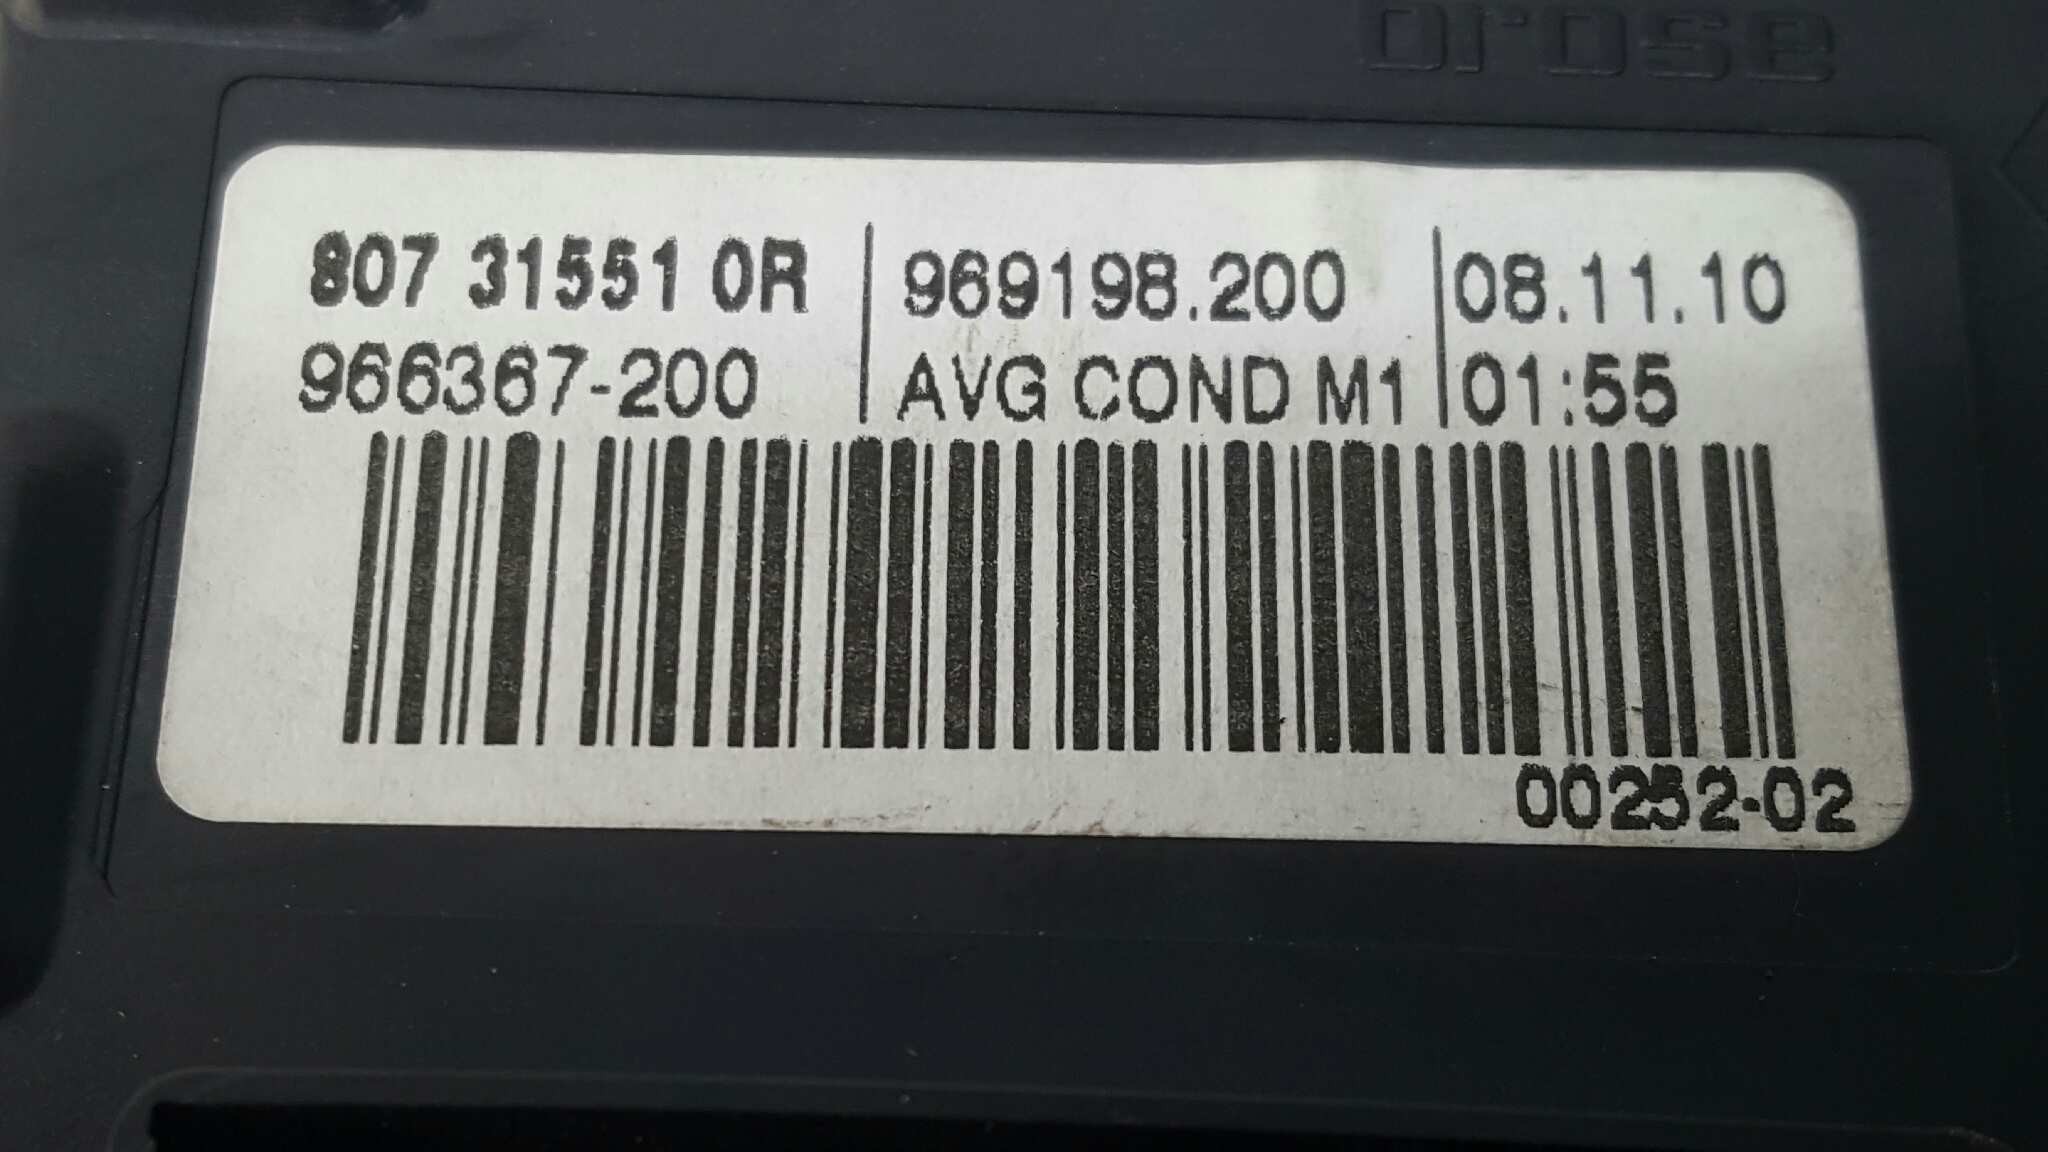 brose
807 31551 0R 969198.200 08.11.10
966367-200 AVG COND M1 01:55
00252-02